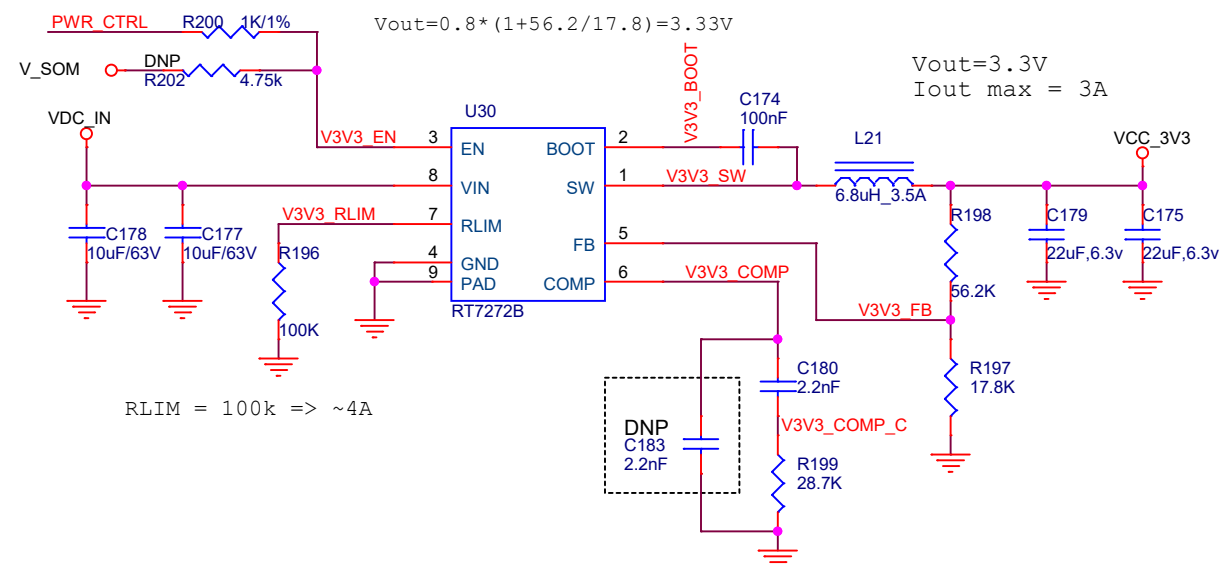 PWR_CTRL
R200 1K/1%
Vout=0.8*(1+56.2/17.8)=3.33V
V_SOM
DNP
R202
4.75k
VDC_IN
V3V3_BOOT
C174
100nF
Vout=3.3V
Iout max = 3A
U30
L21
VCC_3V3
V3V3_EN
3
EN
BOOT
2
8
VIN
SW
1
V3V3_SW
6.8uH_3.5A
V3V3_RLIM
7
RLIM
FB
5
4
GND
9
PAD
COMP
6
V3V3_COMP
RT7272B
C178
10uF/63V
C177
10uF/63V
R196
100K
R198
56.2K
C179
22uF,6.3v
C175
22uF,6.3v
V3V3_FB
R197
17.8K
RLIM = 100k => ~4A
C180
2.2nF
V3V3_COMP_C
DNP
C183
2.2nF
R199
28.7K